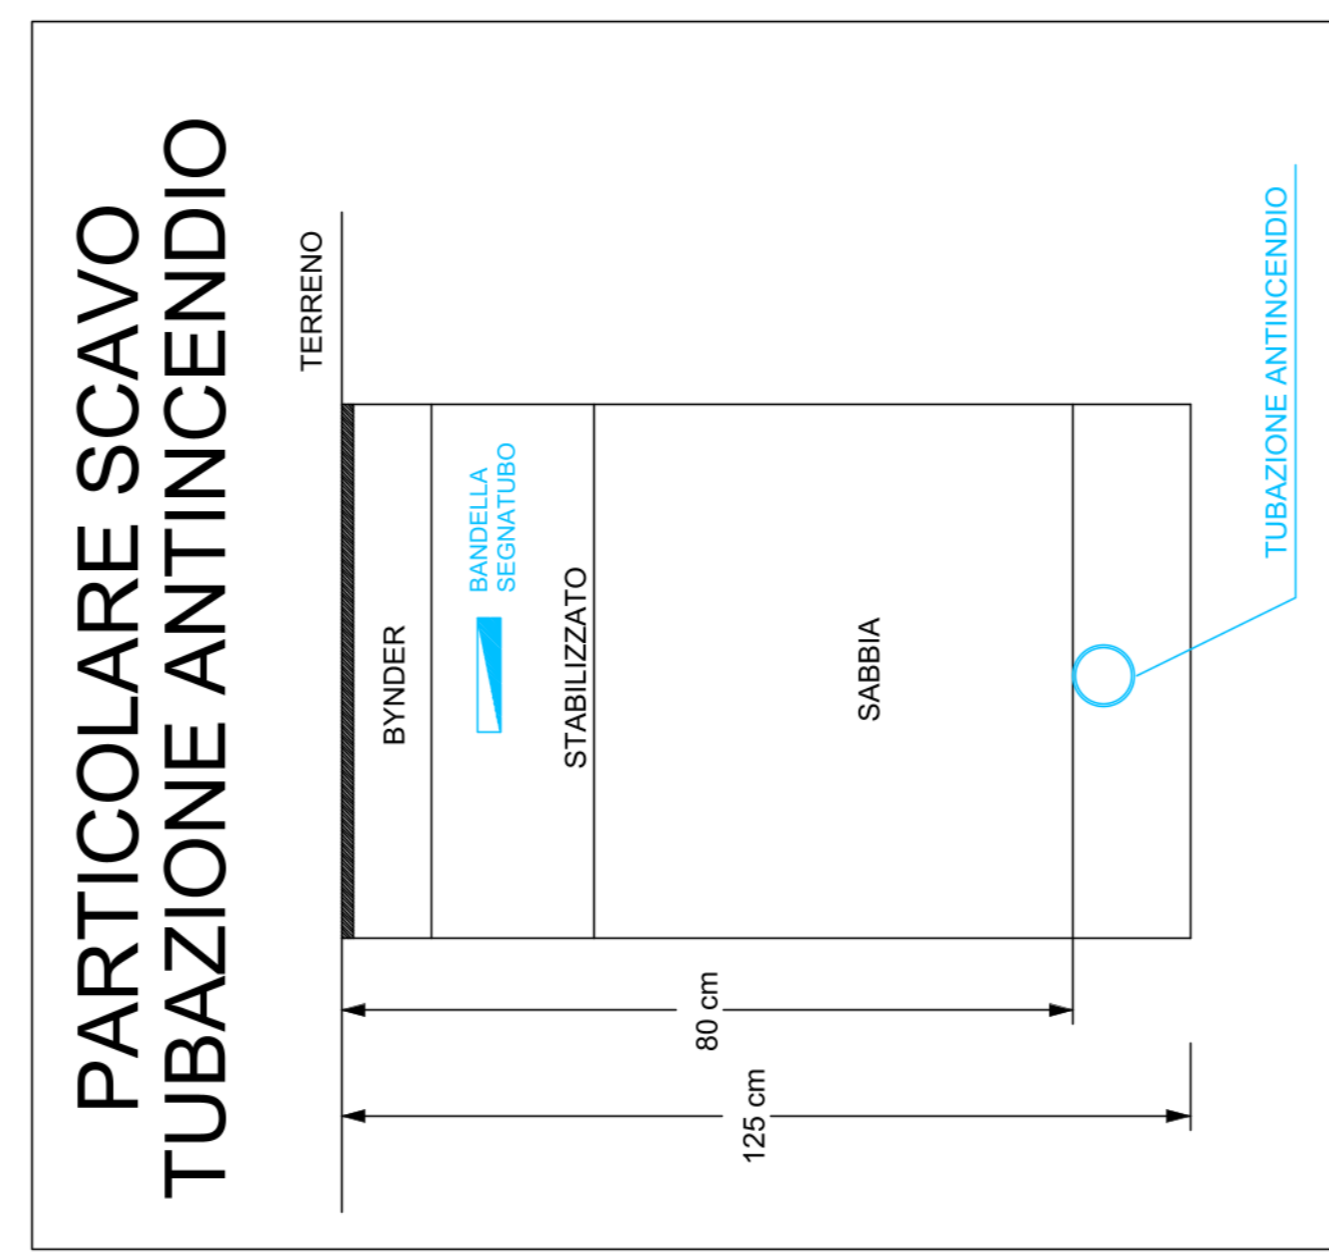 PARTICOLARE SCAVO
TUBAZIONE ANTINCENDIO
TERRENO
BYNDER
BANDELLA
SEGNATUBO
STABILIZZATO
SABBIA
80 cm
125 cm
TUBAZIONE ANTINCENDIO